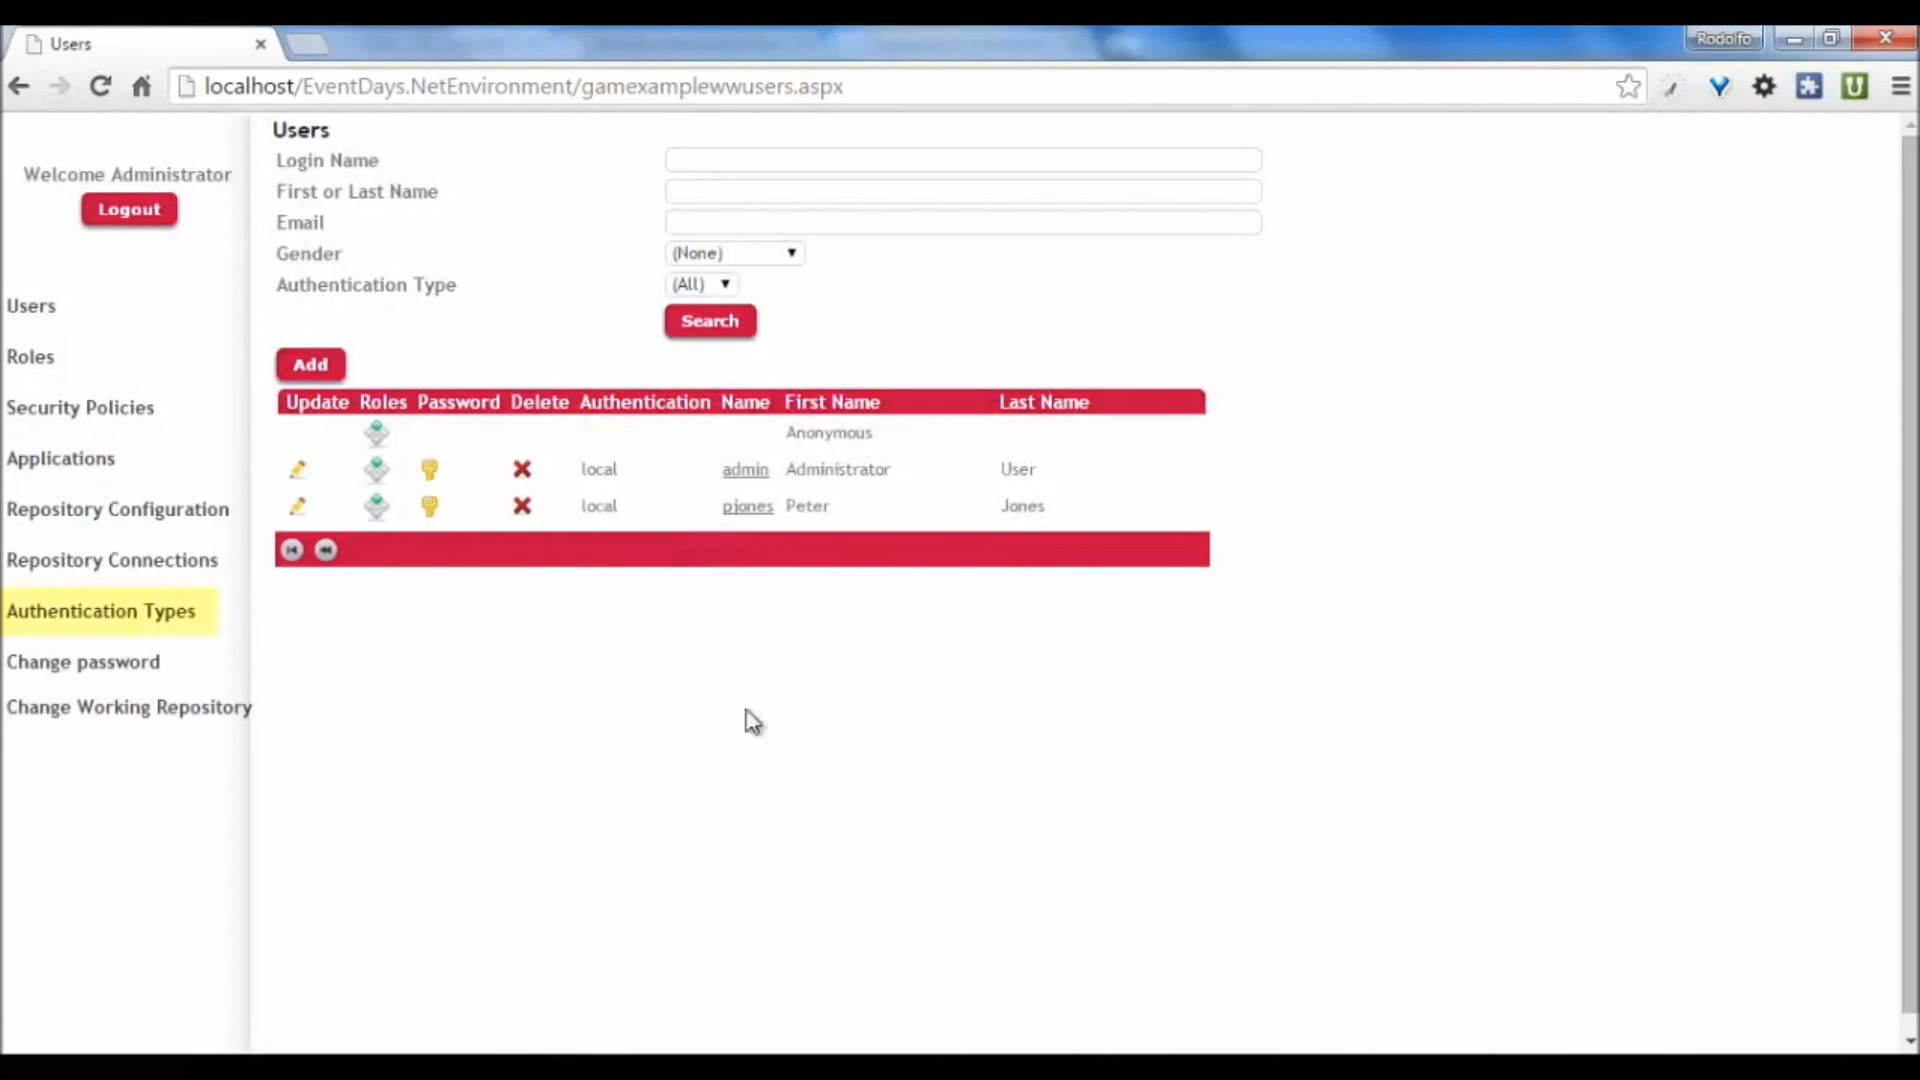 Users
Rodolfo
localhost/EventDays.NetEnvironment/gamexamplewwusers.aspx
Welcome Administrator
Logout
Users
Roles
Security Policies
Applications
Repository Configuration
Repository Connections
Authentication Types
Change password
Change Working Repository
Users
Login Name
First or Last Name
Email
Gender (None)
Authentication Type (All)
Search
Add
Update Roles Password Delete Authentication Name First Name Last Name
Anonymous
local admin Administrator User
local pjones Peter Jones